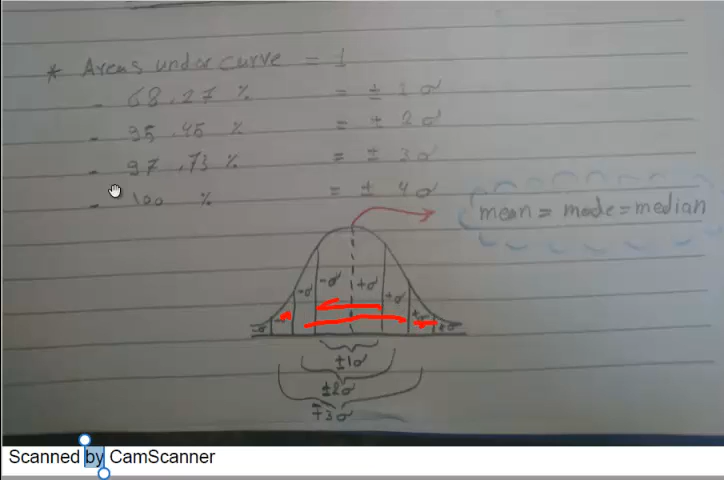 * Areas under curve = 1
- 68.27 % = ± 1σ
- 95.45 % = ± 2σ
- 97.73 % = ± 3σ
- 100 % = ± 4σ
mean = mode = median
-σ -σ -σ +σ +σ +σ +σ
±1σ
±2σ
∓3σ
Scanned by CamScanner